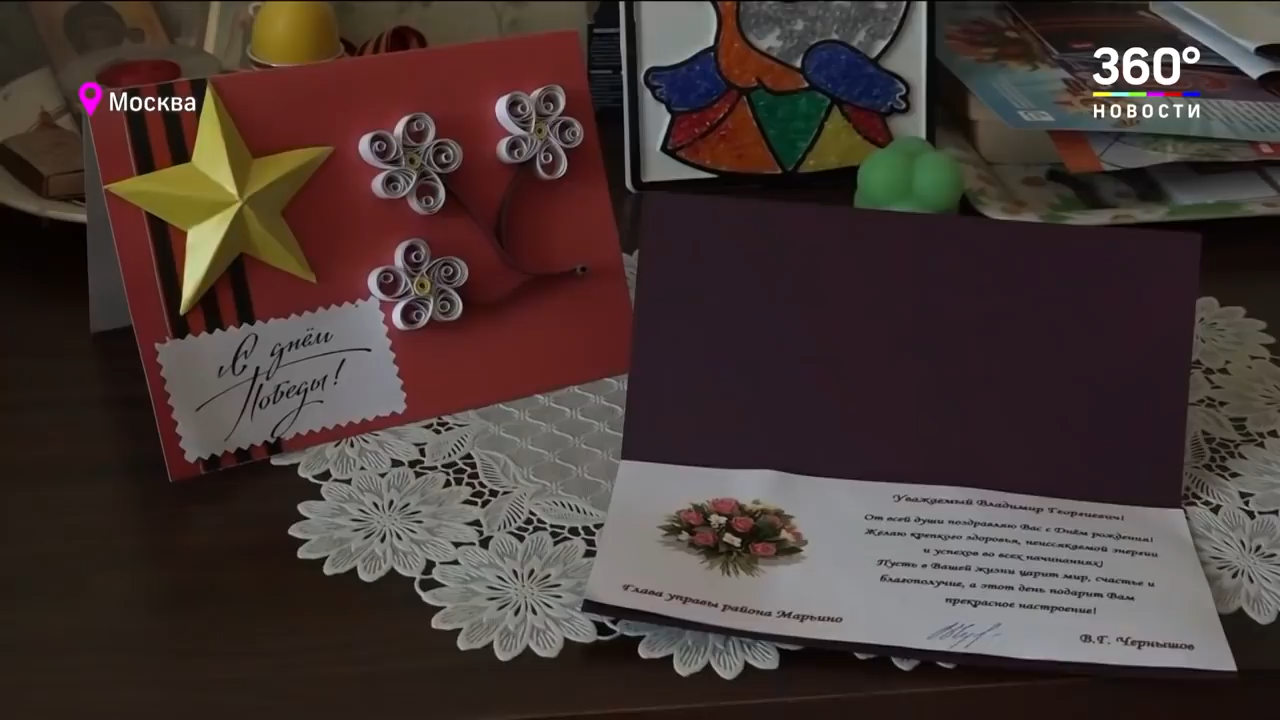 Москва
360°
НОВОСТИ
С днём
Победы!
Уважаемый Владимир Георгиевич!
От всей души поздравляю Вас с Днём рождения!
Желаю крепкого здоровья, неиссякаемой энергии
и успехов во всех начинаниях!
Пусть в Вашей жизни царит мир, счастье и
благополучие, а этот день подарит Вам
прекрасное настроение!
Глава управы района Марьино
В.Г. Чернышов